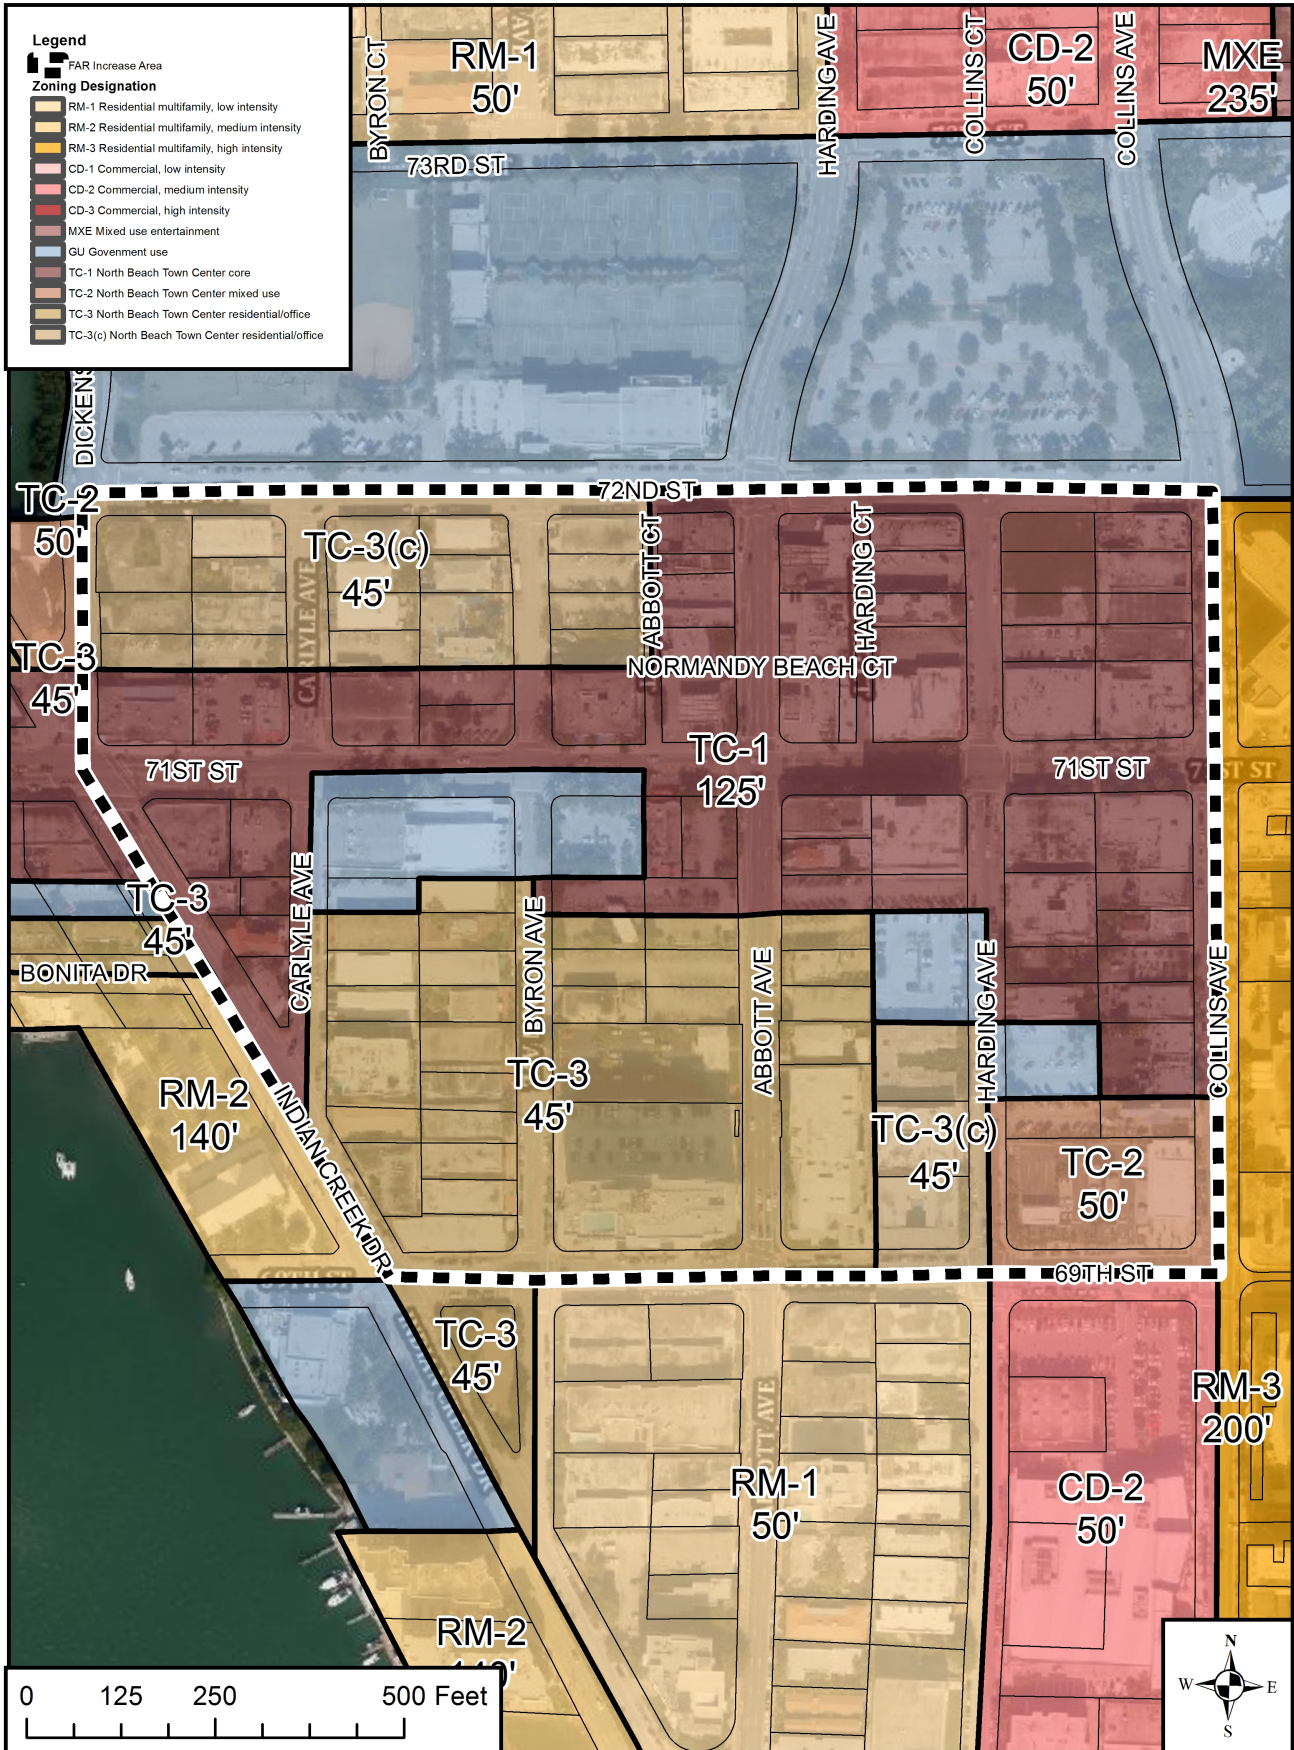 Legend
FAR Increase Area
Zoning Designation
RM-1 Residential multifamily, low intensity
RM-2 Residential multifamily, medium intensity
RM-3 Residential multifamily, high intensity
CD-1 Commercial, low intensity
CD-2 Commercial, medium intensity
CD-3 Commercial, high intensity
MXE Mixed use entertainment
GU Govenment use
TC-1 North Beach Town Center core
TC-2 North Beach Town Center mixed use
TC-3 North Beach Town Center residential/office
TC-3(c) North Beach Town Center residential/office
BYRON CT
RM-1
50'
HARDING AVE
COLLINS CT
CD-2
50'
COLLINS AVE
MXE
235'
73RD ST
DICKENS
72ND ST
TC-2
50'
TC-3(c)
45'
CARLYLE AVE
ABBOTT CT
HARDING CT
NORMANDY BEACH CT
TC-3
45'
71ST ST
TC-1
125'
71ST ST
71ST ST
TC-3
45'
CARLYLE AVE
BONITA DR
BYRON AVE
ABBOTT AVE
HARDING AVE
COLLINS AVE
RM-2
140'
TC-3
45'
TC-3(c)
45'
TC-2
50'
INDIAN CREEK DR
69TH ST
69TH ST
TC-3
45'
RM-3
200'
RM-1
50'
CD-2
50'
RM-2
0 125 250 500 Feet
N
W E
S